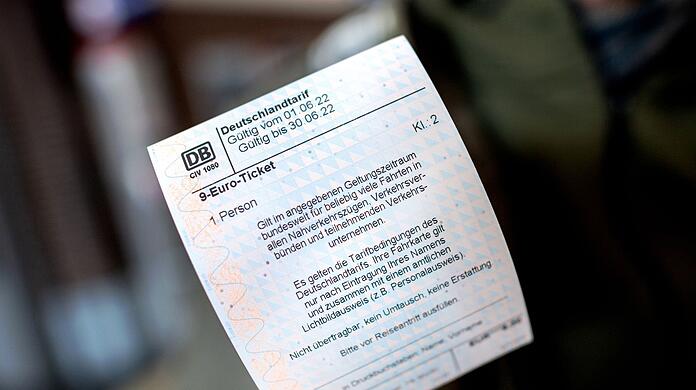 Deutschlandtarif
Gültig vom 01.06.22
Gültig bis 30.06.22
DB
CIV 1080
Kl.: 2
9-Euro-Ticket
1 Person
Gilt im angegebenen Geltungszeitraum
bundesweit für beliebig viele Fahrten in
allen Nahverkehrszügen, Verkehrsver-
bünden und teilnehmenden Verkehrs-
unternehmen.
Es gelten die Tarifbedingungen des
Deutschlandtarifs. Ihre Fahrkarte gilt
nur nach Eintragung Ihres Namens
und zusammen mit einem amtlichen
Lichtbildausweis (z.B. Personalausweis).
Nicht übertragbar, kein Umtausch, keine Erstattung
Bitte vor Reiseantritt ausfüllen.
in Druckbuchstaben: Name, Vorname